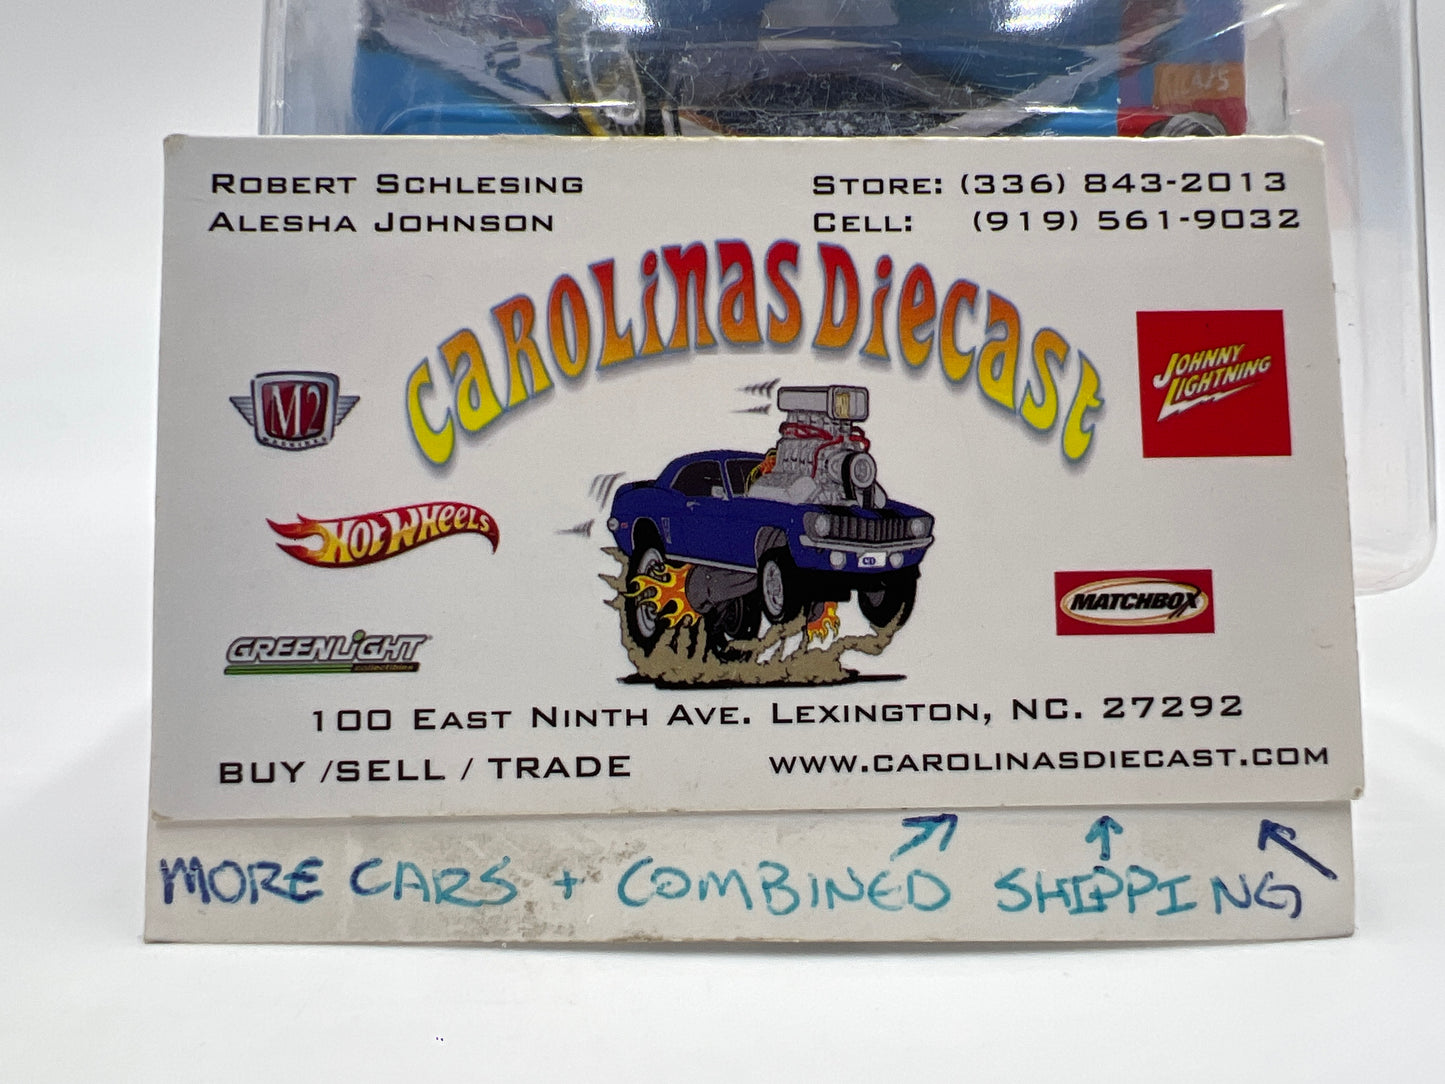 ROBERT SCHLESING
ALESHA JOHNSON
STORE: (336) 843-2013
CELL: (919) 561-9032
CAROLINAS DIECAST
M2
MACHINES
JOHNNY
LIGHTNING
HOT WHEELS
CD
MATCHBOX
GREENLIGHT
collectibles
100 EAST NINTH AVE. LEXINGTON, NC. 27292
BUY /SELL / TRADE
WWW.CAROLINASDIECAST.COM
MORE CARS + COMBINED SHIPPING